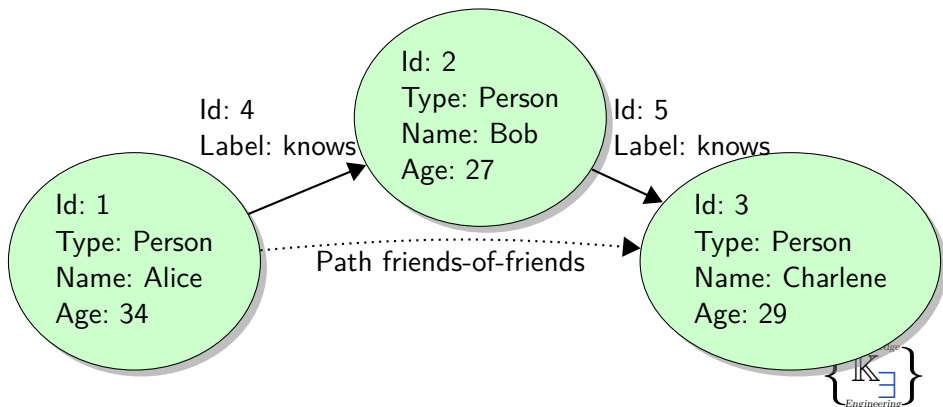 Id: 2
Type: Person
Name: Bob
Age: 27
Id: 4
Label: knows
Id: 5
Label: knows
Id: 1
Type: Person
Name: Alice
Age: 34
Path friends-of-friends
Id: 3
Type: Person
Name: Charlene
Age: 29
Engineering